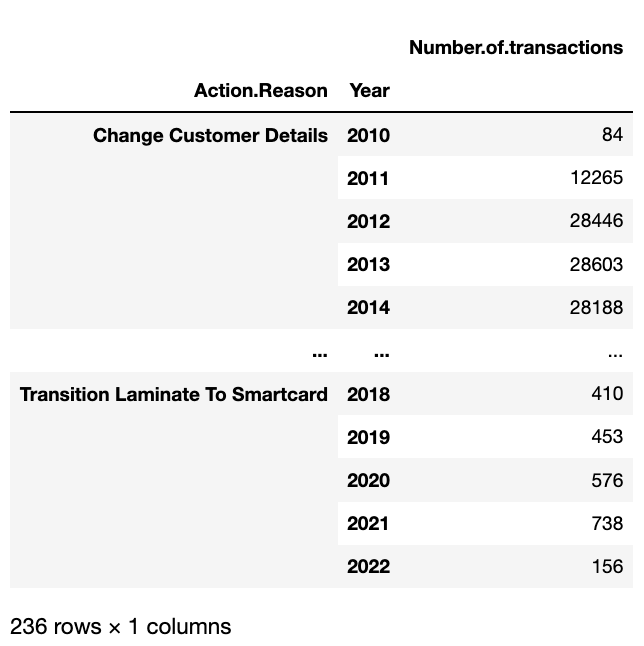 Number.of.transactions
Action.Reason Year
Change Customer Details 2010 84
2011 12265
2012 28446
2013 28603
2014 28188
... ... ...
Transition Laminate To Smartcard 2018 410
2019 453
2020 576
2021 738
2022 156
236 rows × 1 columns